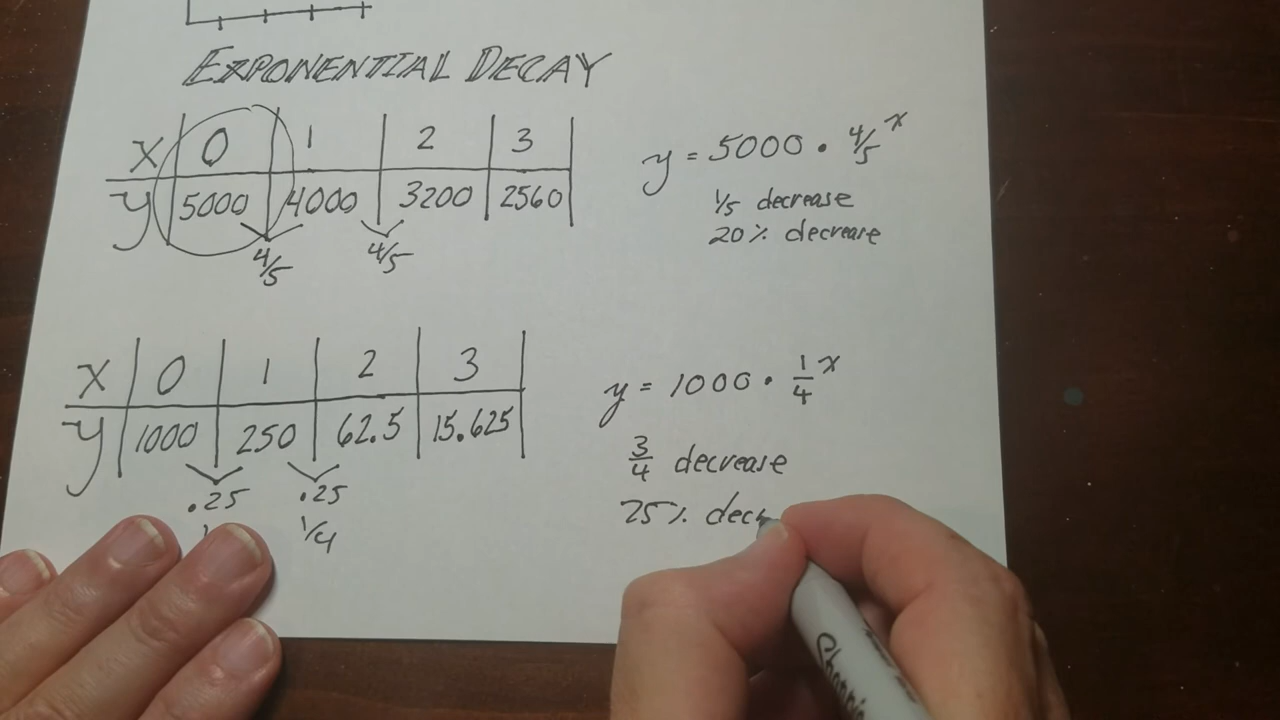 EXPONENTIAL DECAY
x 0 1 2 3
y 5000 4000 3200 2560
4/5 4/5
y = 5000 · 4/5^x
1/5 decrease
20% decrease
x 0 1 2 3
y 1000 250 62.5 15.625
.25 .25
1/4
y = 1000 · 1/4^x
3/4 decrease
25% decr